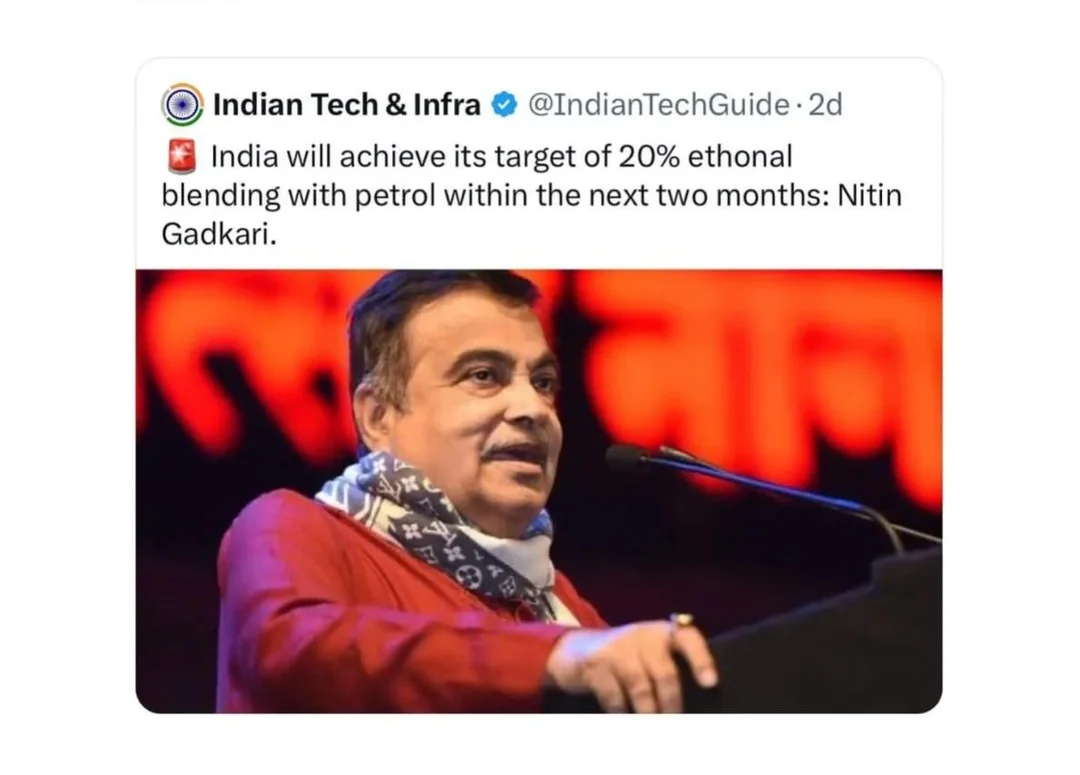 Indian Tech & Infra @IndianTechGuide · 2d
🚨 India will achieve its target of 20% ethonal
blending with petrol within the next two months: Nitin
Gadkari.